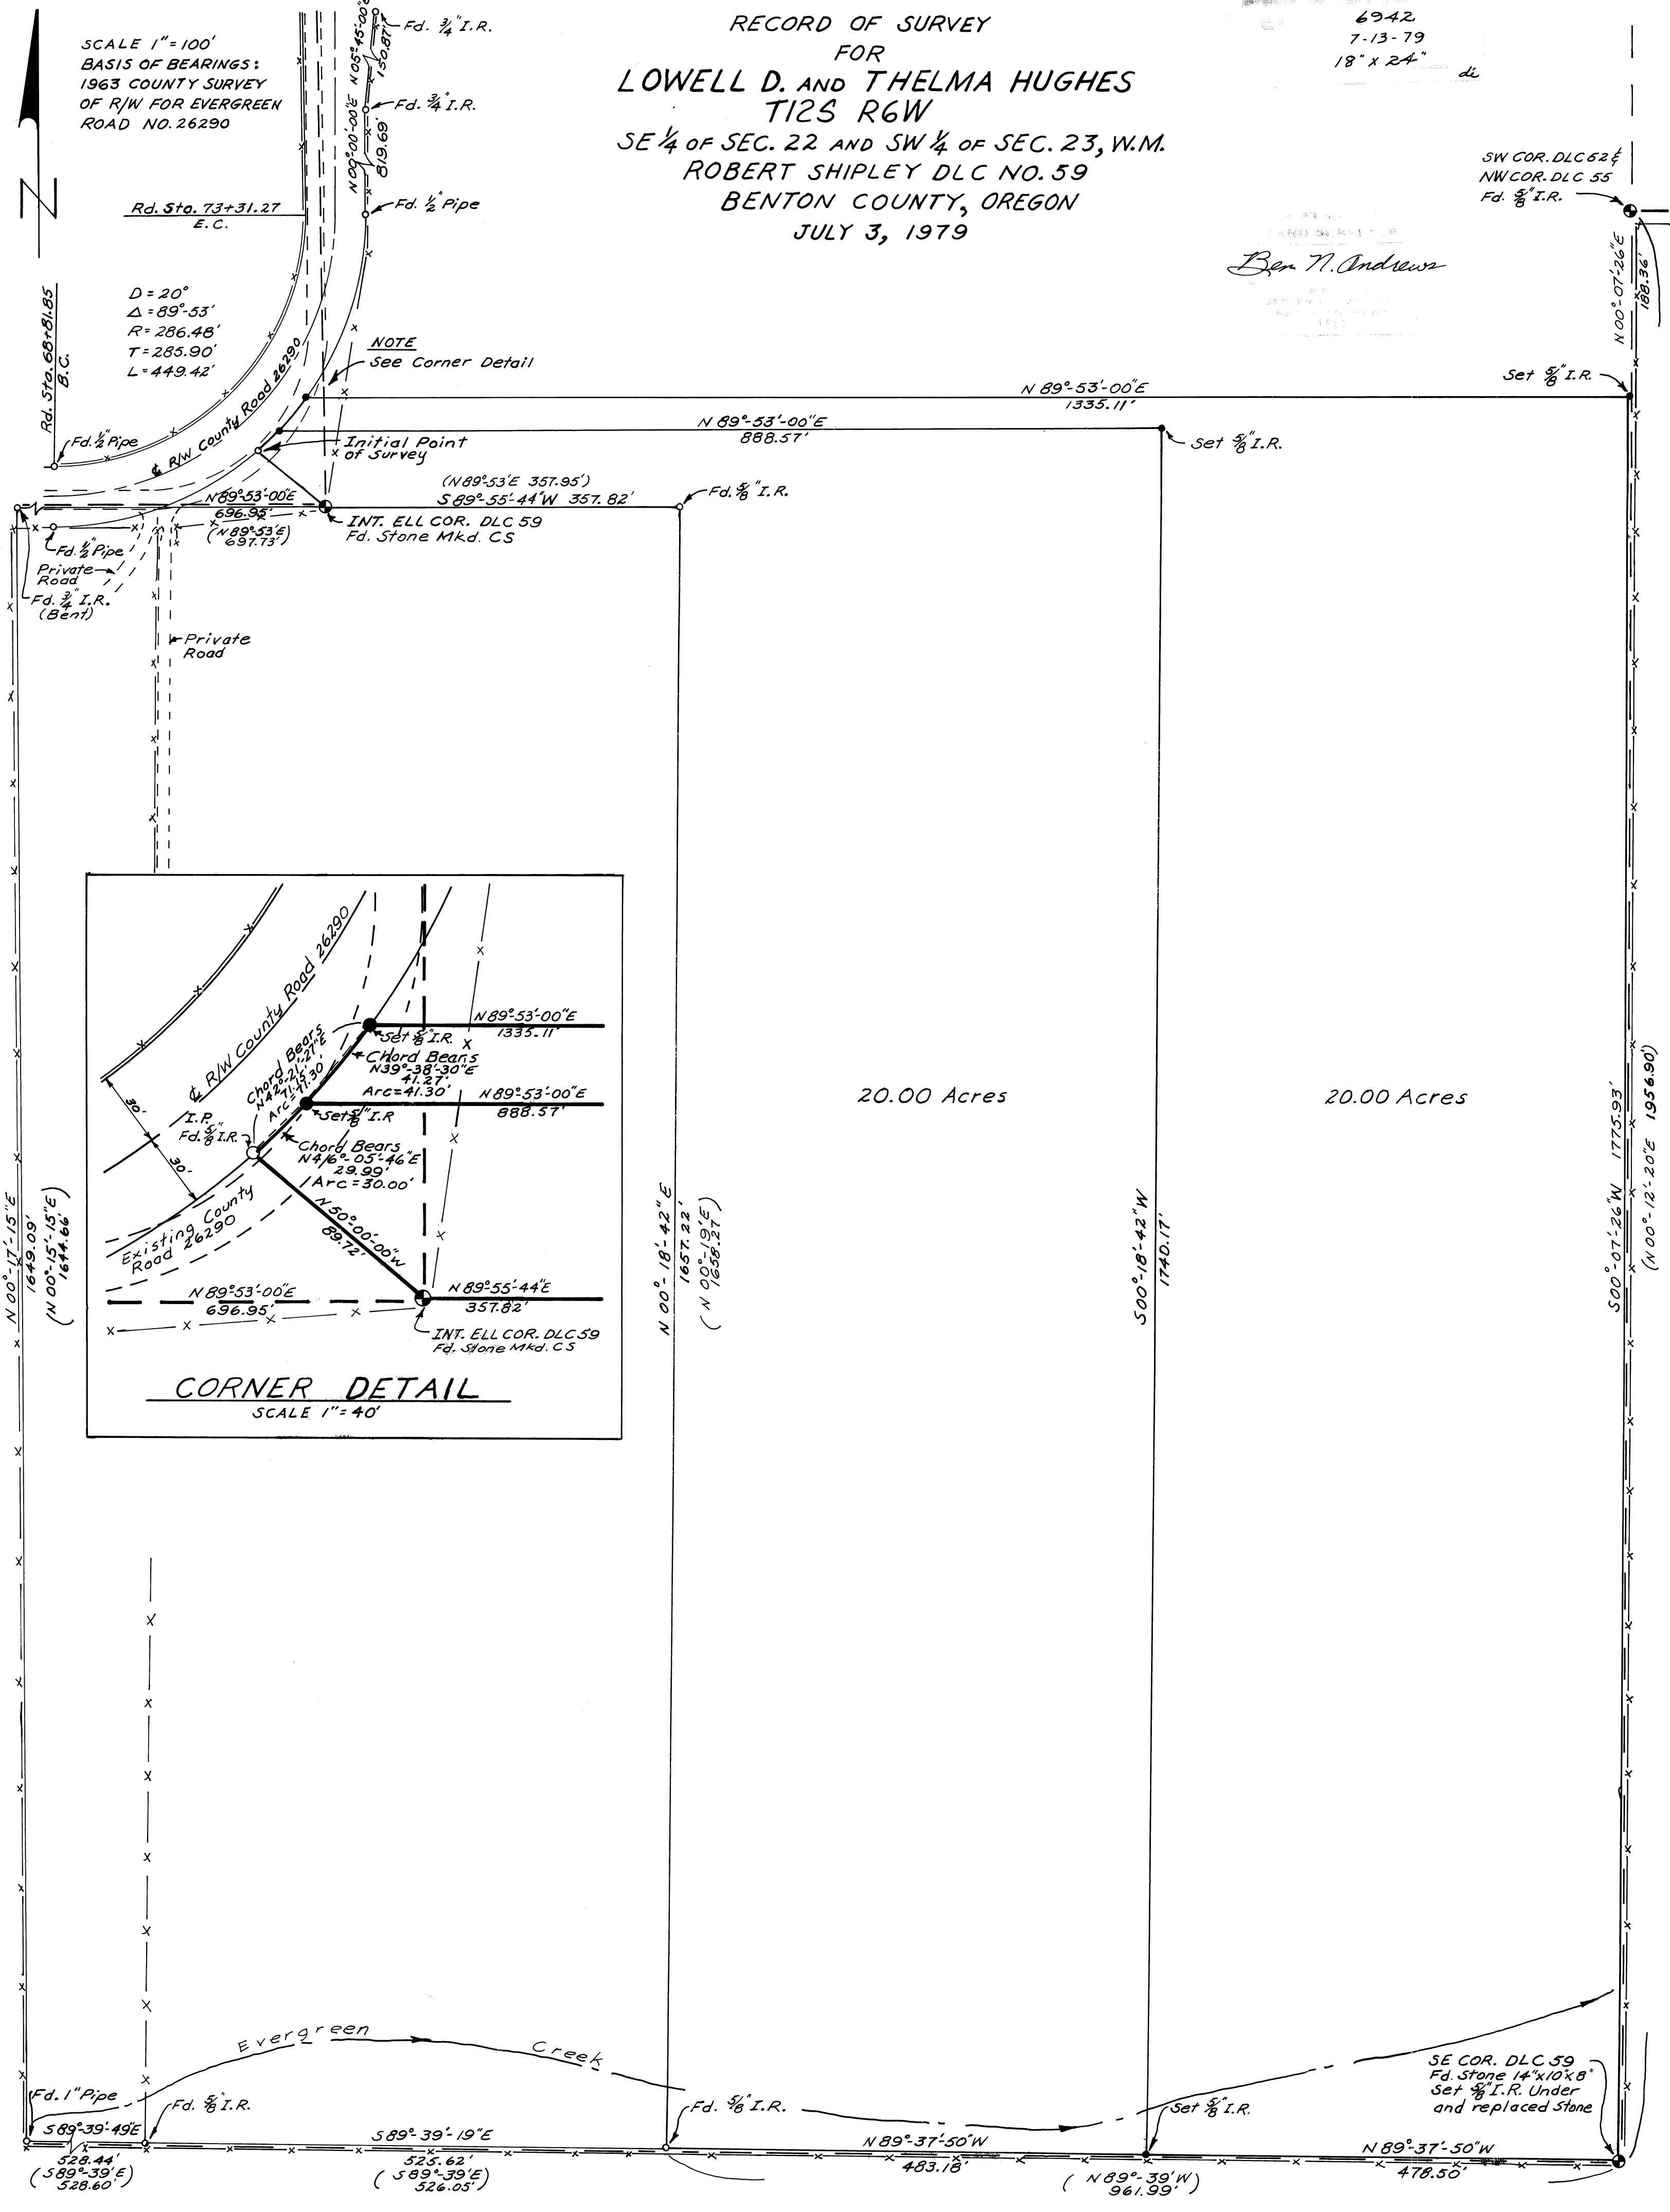 SCALE 1"=100'
BASIS OF BEARINGS:
1963 COUNTY SURVEY
OF R/W FOR EVERGREEN
ROAD NO. 26290
RECORD OF SURVEY
FOR
LOWELL D. AND THELMA HUGHES
T12S R6W
SE 1/4 OF SEC. 22 AND SW 1/4 OF SEC. 23, W.M.
ROBERT SHIPLEY DLC NO. 59
BENTON COUNTY, OREGON
JULY 3, 1979
6942
7-13-79
18" X 24"
di
Ben N. Andrews
SW COR. DLC 62 &
NW COR. DLC 55
Fd. 5/8" I.R.
N 00°-07'-26"E
188.36'
N05°-45'-00"E
150.87'
Fd. 3/4" I.R.
Fd. 3/4" I.R.
N00°-00'-00"E
819.69'
Fd. 1/2" Pipe
Rd. Sta. 73+31.27
E.C.
Rd. Sta. 68+81.85
B.C.
D = 20°
Δ = 89°-53'
R = 286.48'
T = 285.90'
L = 449.42'
NOTE
See Corner Detail
Fd. 1/2" Pipe
℄ R/W County Road 26290
Initial Point
of Survey
N 89°-53'-00"E
1335.11'
Set 5/8" I.R.
N 89°-53'-00"E
888.57'
Set 5/8" I.R.
(N89°-53'E 357.95')
S 89°-55'-44"W 357.82'
Fd. 5/8" I.R.
N 89°-53'-00"E
696.95'
(N89°-53'E)
697.73'
INT. ELL COR. DLC 59
Fd. Stone Mkd. CS
Fd. 1/2" Pipe
Private
Road
Fd. 3/4" I.R.
(Bent)
Private
Road
℄ R/W County Road 26290
Chord Bears
N42°-21'-27"E
71.15'
Arc=71.30'
N 89°-53'-00"E
1335.11'
Set 5/8" I.R.
Chord Bears
N39°-38'-30"E
41.27'
Arc=41.30'
N 89°-53'-00"E
888.57'
Set 5/8" I.R
30'
30'
I.P.
Fd. 5/8" I.R.
Chord Bears
N46°-05'-46"E
29.99'
Arc=30.00'
N 50°-00'-00"W
89.72'
Existing County
Road 26290
N 89°-53'-00"E
696.95'
N 89°-55'-44"E
357.82'
INT. ELL COR. DLC 59
Fd. Stone Mkd. CS
CORNER DETAIL
SCALE 1"=40'
20.00 Acres
20.00 Acres
N 00°-17'-15"E
1649.09'
(N 00°-15'-15"E)
1644.66'
N 00°-18'-42"E
1657.22'
(N 00°-19'E)
1658.27'
S00°-18'-42"W
1740.17'
S00°-07'-26"W 1775.93'
(N 00°-12'-20"E 1956.90')
Evergreen Creek
Fd. 1" Pipe
Fd. 5/8" I.R.
Fd. 5/8" I.R.
Set 5/8" I.R.
SE COR. DLC 59
Fd. Stone 14"x10"x8"
Set 5/8" I.R. Under
and replaced Stone
S 89°-39'-49"E
528.44'
(S89°-39'E)
528.60'
S 89°-39'-19"E
525.62'
(S 89°-39'E)
526.05'
N 89°-37'-50"W
483.18'
(N 89°-39'W)
961.99'
N 89°-37'-50"W
478.50'